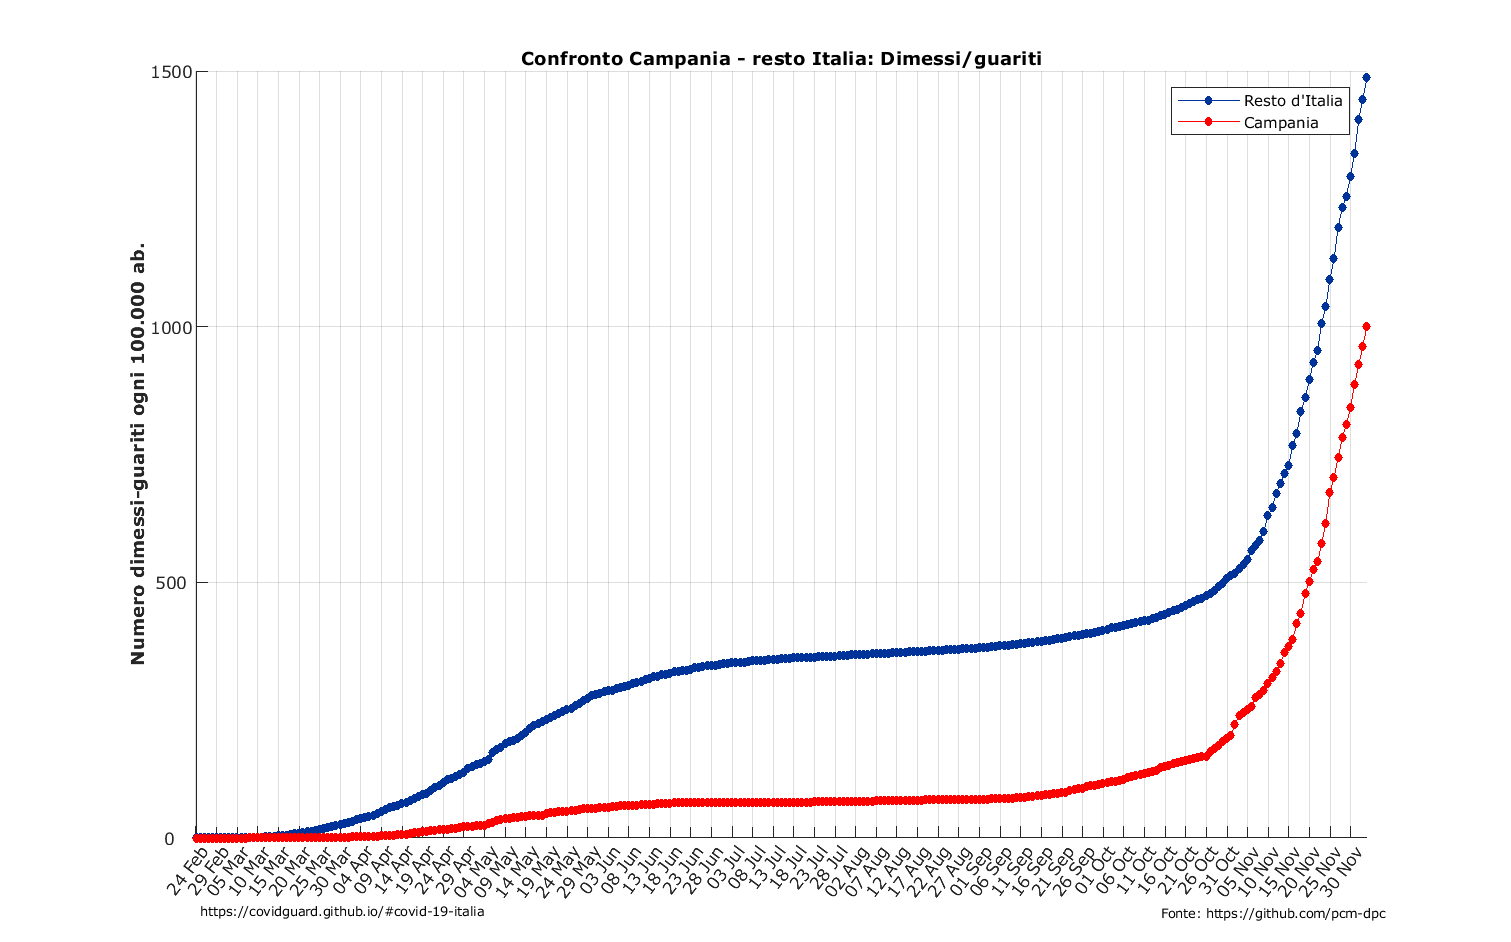 Confronto Campania - resto Italia: Dimessi/guariti
Numero dimessi-guariti ogni 100.000 ab.
1500
1000
500
0
Resto d'Italia
Campania
24 Feb
29 Feb
05 Mar
10 Mar
15 Mar
20 Mar
25 Mar
30 Mar
04 Apr
09 Apr
14 Apr
19 Apr
24 Apr
29 Apr
04 May
09 May
14 May
19 May
24 May
29 May
03 Jun
08 Jun
13 Jun
18 Jun
23 Jun
28 Jun
03 Jul
08 Jul
13 Jul
18 Jul
23 Jul
28 Jul
02 Aug
07 Aug
12 Aug
17 Aug
22 Aug
27 Aug
01 Sep
06 Sep
11 Sep
16 Sep
21 Sep
26 Sep
01 Oct
06 Oct
11 Oct
16 Oct
21 Oct
26 Oct
31 Oct
05 Nov
10 Nov
15 Nov
20 Nov
25 Nov
30 Nov
https://covidguard.github.io/#covid-19-italia
Fonte: https://github.com/pcm-dpc